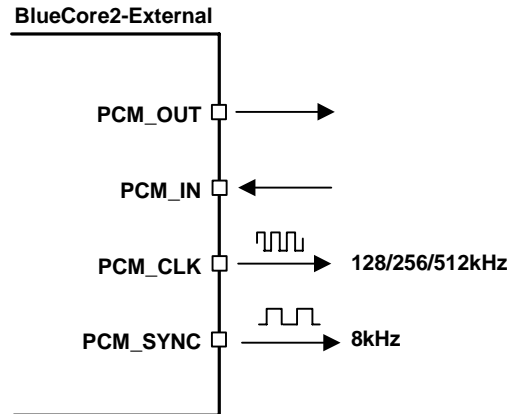 BlueCore2-External
PCM_OUT
PCM_IN
PCM_CLK 128/256/512kHz
PCM_SYNC 8kHz